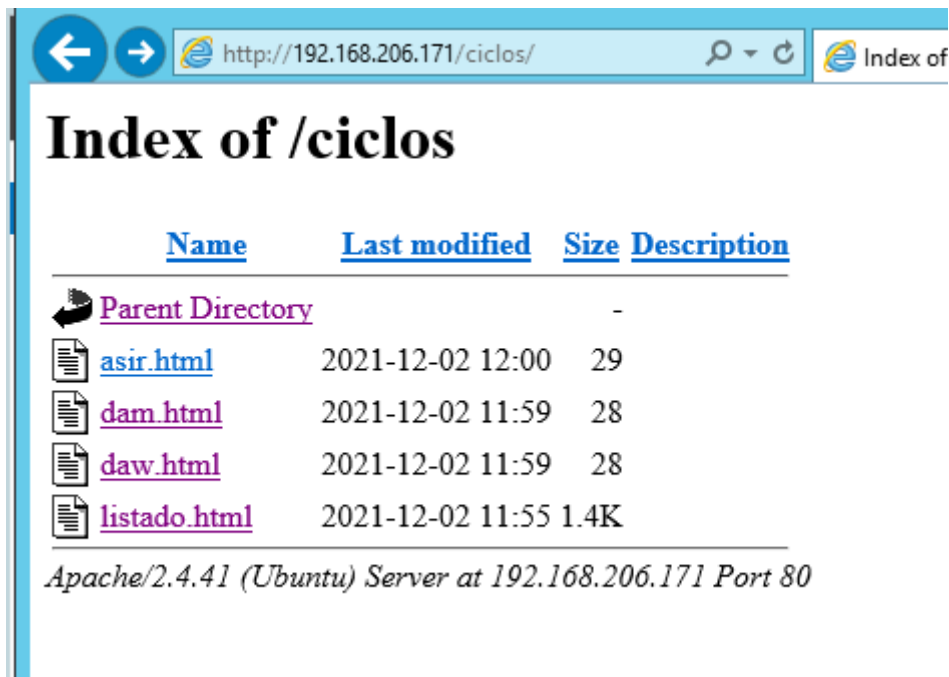 http://192.168.206.171/ciclos/
Index of
Index of /ciclos
Name Last modified Size Description
Parent Directory -
asir.html 2021-12-02 12:00 29
dam.html 2021-12-02 11:59 28
daw.html 2021-12-02 11:59 28
listado.html 2021-12-02 11:55 1.4K
Apache/2.4.41 (Ubuntu) Server at 192.168.206.171 Port 80